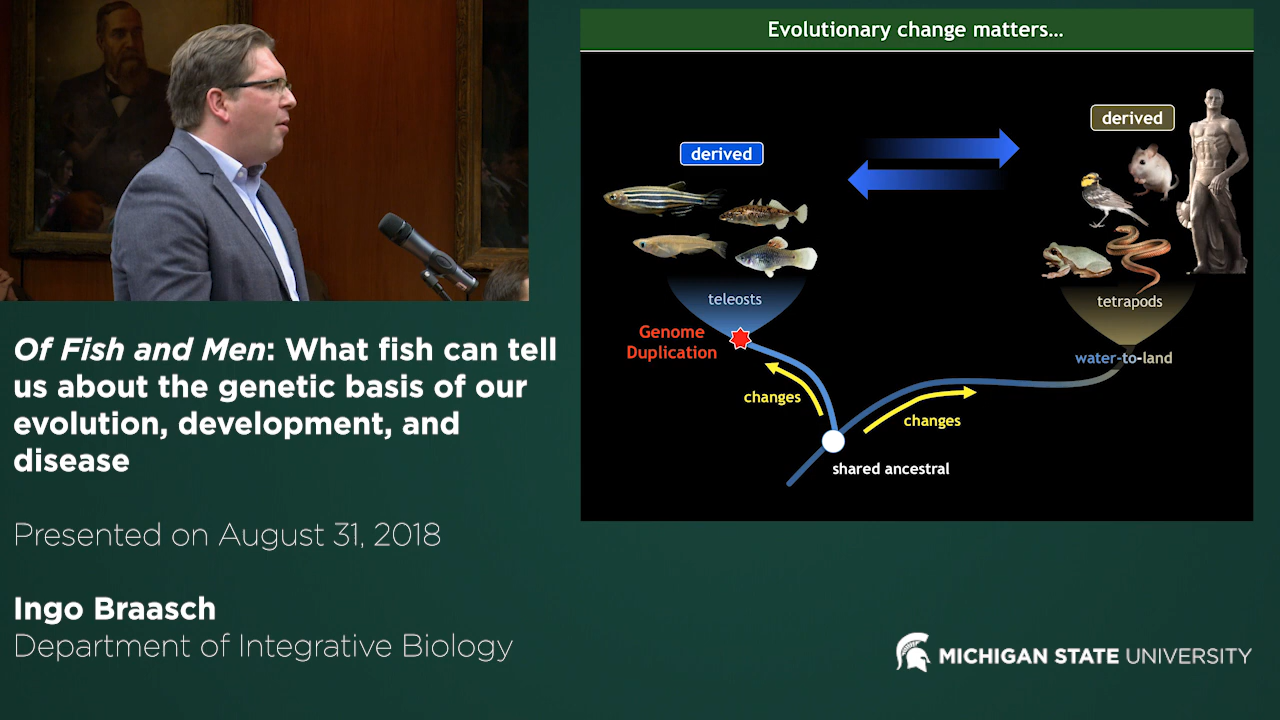 Evolutionary change matters...
derived
derived
teleosts
tetrapods
Genome
Duplication
water-to-land
changes
changes
shared ancestral
Of Fish and Men: What fish can tell
us about the genetic basis of our
evolution, development, and
disease
Presented on August 31, 2018
Ingo Braasch
Department of Integrative Biology
MICHIGAN STATE UNIVERSITY